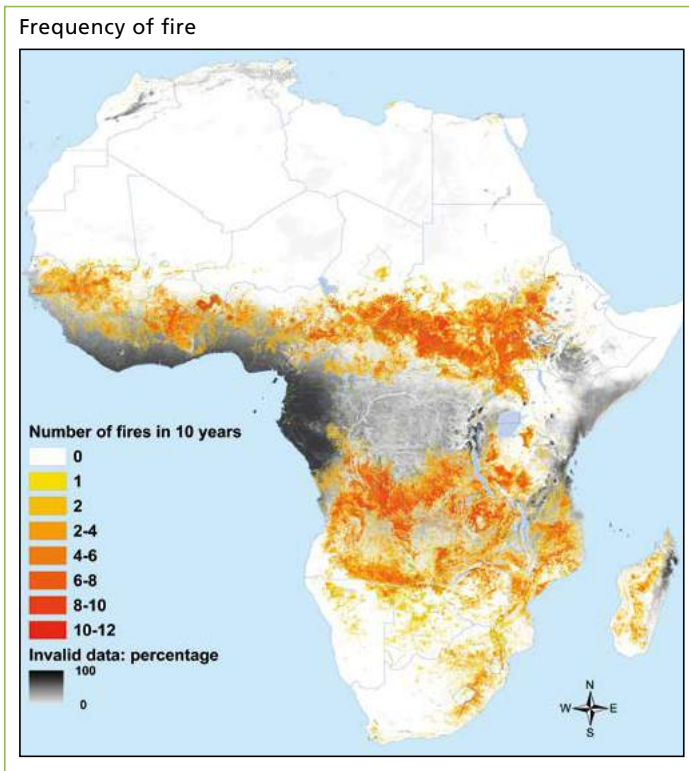 Frequency of fire
Number of fires in 10 years
0
1
2
2-4
4-6
6-8
8-10
10-12
Invalid data: percentage
100
0
N
W E
S